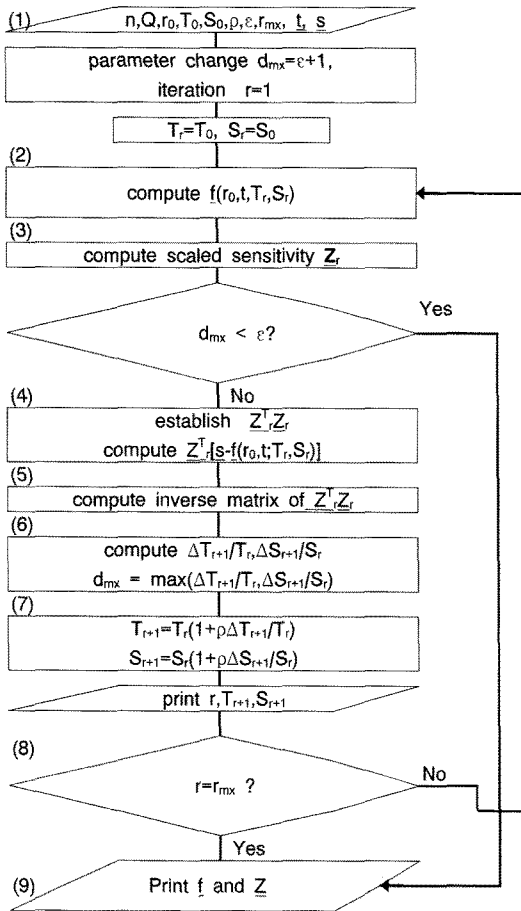 (1)
n,Q,r₀,T₀,S₀,ρ,ε,rₘₓ, t, s
parameter change dₘₓ=ε+1,
iteration r=1
Tᵣ=T₀, Sᵣ=S₀
(2)
compute f(r₀,t,Tᵣ,Sᵣ)
(3)
compute scaled sensitivity Zᵣ
Yes
dₘₓ < ε?
No
(4)
establish ZᵀᵣZᵣ
compute Zᵀᵣ[s-f(r₀,t;Tᵣ,Sᵣ)]
(5)
compute inverse matrix of ZᵀᵣZᵣ
(6)
compute ΔTᵣ₊₁/Tᵣ,ΔSᵣ₊₁/Sᵣ
dₘₓ = max(ΔTᵣ₊₁/Tᵣ,ΔSᵣ₊₁/Sᵣ)
(7)
Tᵣ₊₁=Tᵣ(1+ρΔTᵣ₊₁/Tᵣ)
Sᵣ₊₁=Sᵣ(1+ρΔSᵣ₊₁/Sᵣ)
print r,Tᵣ₊₁,Sᵣ₊₁
(8)
r=rₘₓ ?
No
Yes
(9)
Print f and Z